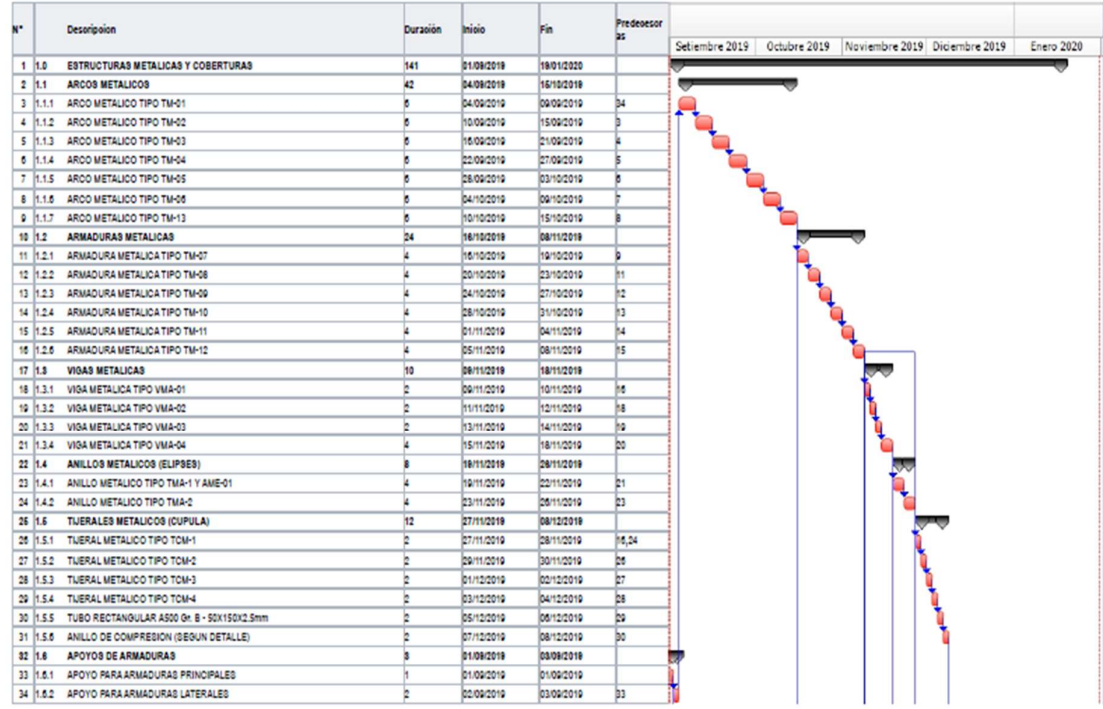 N° Descripcion Duración Inicio Fin Predecesoras
Setiembre 2019 Octubre 2019 Noviembre 2019 Diciembre 2019 Enero 2020
1 1.0 ESTRUCTURAS METALICAS Y COBERTURAS 141 01/09/2019 19/01/2020
2 1.1 ARCOS METALICOS 42 04/09/2019 15/10/2019
3 1.1.1 ARCO METALICO TIPO TM-01 6 04/09/2019 09/09/2019 34
4 1.1.2 ARCO METALICO TIPO TM-02 6 10/09/2019 15/09/2019 3
5 1.1.3 ARCO METALICO TIPO TM-03 6 16/09/2019 21/09/2019 4
6 1.1.4 ARCO METALICO TIPO TM-04 6 22/09/2019 27/09/2019 5
7 1.1.5 ARCO METALICO TIPO TM-05 6 28/09/2019 03/10/2019 6
8 1.1.6 ARCO METALICO TIPO TM-06 6 04/10/2019 09/10/2019 7
9 1.1.7 ARCO METALICO TIPO TM-13 6 10/10/2019 15/10/2019 8
10 1.2 ARMADURAS METALICAS 24 16/10/2019 08/11/2019
11 1.2.1 ARMADURA METALICA TIPO TM-07 4 16/10/2019 19/10/2019 9
12 1.2.2 ARMADURA METALICA TIPO TM-08 4 20/10/2019 23/10/2019 11
13 1.2.3 ARMADURA METALICA TIPO TM-09 4 24/10/2019 27/10/2019 12
14 1.2.4 ARMADURA METALICA TIPO TM-10 4 28/10/2019 31/10/2019 13
15 1.2.5 ARMADURA METALICA TIPO TM-11 4 01/11/2019 04/11/2019 14
16 1.2.6 ARMADURA METALICA TIPO TM-12 4 05/11/2019 08/11/2019 15
17 1.3 VIGAS METALICAS 10 09/11/2019 18/11/2019
18 1.3.1 VIGA METALICA TIPO VMA-01 2 09/11/2019 10/11/2019 16
19 1.3.2 VIGA METALICA TIPO VMA-02 2 11/11/2019 12/11/2019 18
20 1.3.3 VIGA METALICA TIPO VMA-03 2 13/11/2019 14/11/2019 19
21 1.3.4 VIGA METALICA TIPO VMA-04 4 15/11/2019 18/11/2019 20
22 1.4 ANILLOS METALICOS (ELIPSES) 8 19/11/2019 26/11/2019
23 1.4.1 ANILLO METALICO TIPO TMA-1 Y AME-01 4 19/11/2019 22/11/2019 21
24 1.4.2 ANILLO METALICO TIPO TMA-2 4 23/11/2019 26/11/2019 23
25 1.5 TIJERALES METALICOS (CUPULA) 12 27/11/2019 08/12/2019
26 1.5.1 TIJERAL METALICO TIPO TCM-1 2 27/11/2019 28/11/2019 16,24
27 1.5.2 TIJERAL METALICO TIPO TCM-2 2 29/11/2019 30/11/2019 26
28 1.5.3 TIJERAL METALICO TIPO TCM-3 2 01/12/2019 02/12/2019 27
29 1.5.4 TIJERAL METALICO TIPO TCM-4 2 03/12/2019 04/12/2019 28
30 1.5.5 TUBO RECTANGULAR A500 Gr. B - 50X150X2.5mm 2 05/12/2019 06/12/2019 29
31 1.5.6 ANILLO DE COMPRESION (SEGUN DETALLE) 2 07/12/2019 08/12/2019 30
32 1.6 APOYOS DE ARMADURAS 3 01/09/2019 03/09/2019
33 1.6.1 APOYO PARA ARMADURAS PRINCIPALES 1 01/09/2019 01/09/2019
34 1.6.2 APOYO PARA ARMADURAS LATERALES 2 02/09/2019 03/09/2019 33